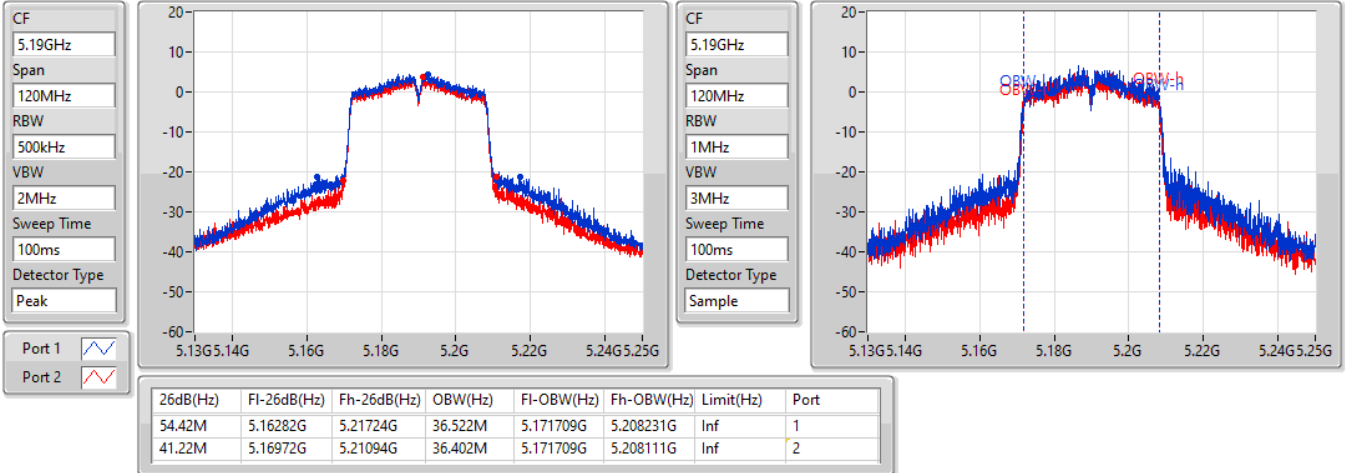 CF
5.19GHz
Span
120MHz
RBW
500kHz
VBW
2MHz
Sweep Time
100ms
Detector Type
Peak
Port 1
Port 2
20
10
0
-10
-20
-30
-40
-50
-60
5.13G 5.14G 5.16G 5.18G 5.2G 5.22G 5.24G 5.25G
CF
5.19GHz
Span
120MHz
RBW
1MHz
VBW
3MHz
Sweep Time
100ms
Detector Type
Sample
20
10
0
-10
-20
-30
-40
-50
-60
OBW-h
OBW-h
5.13G 5.14G 5.16G 5.18G 5.2G 5.22G 5.24G 5.25G
26dB(Hz) Fl-26dB(Hz) Fh-26dB(Hz) OBW(Hz) Fl-OBW(Hz) Fh-OBW(Hz) Limit(Hz) Port
54.42M 5.16282G 5.21724G 36.522M 5.171709G 5.208231G Inf 1
41.22M 5.16972G 5.21094G 36.402M 5.171709G 5.208111G Inf 2